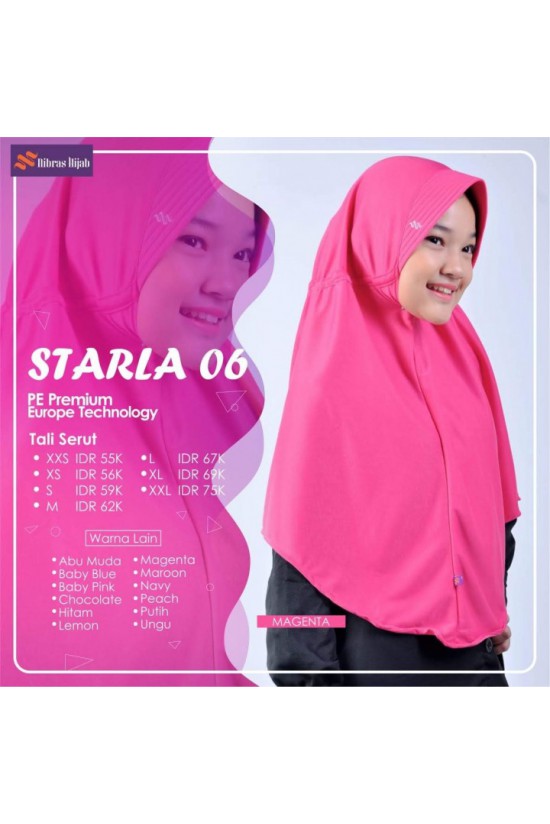 Nibras Hijab
STARLA 06
PE Premium
Europe Technology
Tali Serut
• XXS IDR 55K
• XS IDR 56K
• S IDR 59K
• M IDR 62K
• L IDR 67K
• XL IDR 69K
• XXL IDR 75K
Warna Lain
• Abu Muda
• Baby Blue
• Baby Pink
• Chocolate
• Hitam
• Lemon
• Magenta
• Maroon
• Navy
• Peach
• Putih
• Ungu
MAGENTA